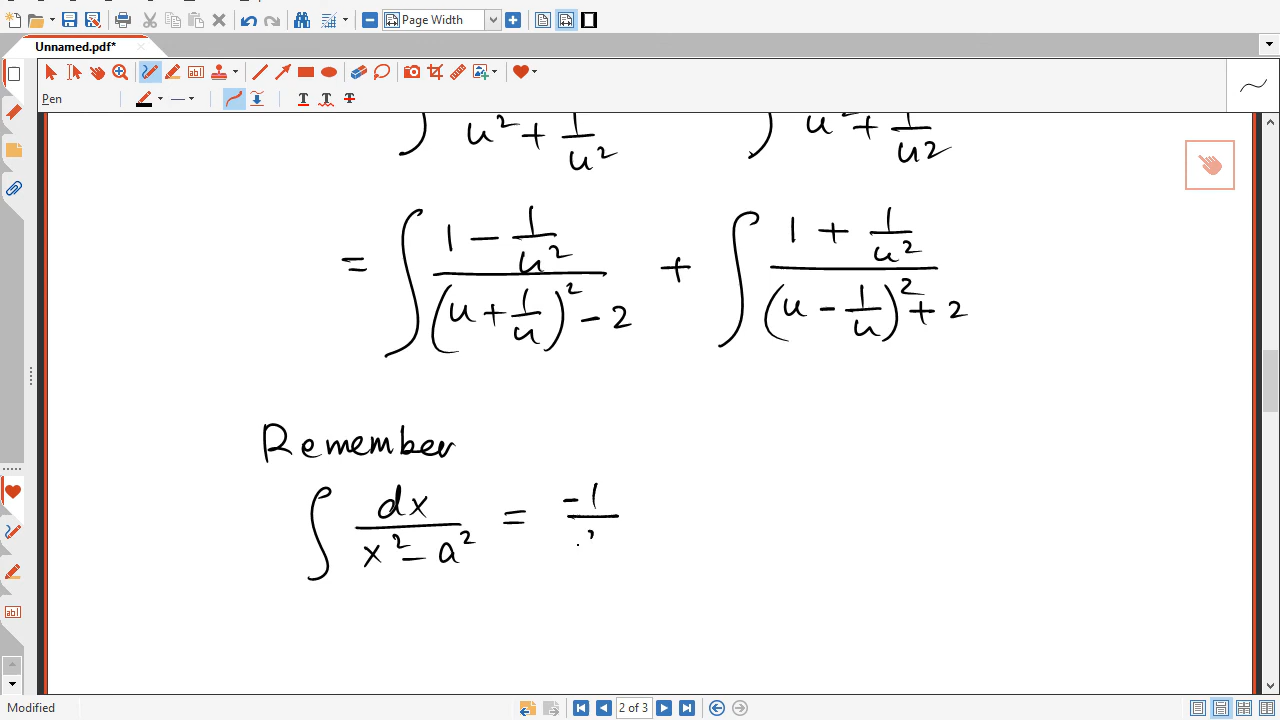 Page Width
Unnamed.pdf*
Pen
u² + 1/u² u² + 1/u²
= ∫ (1 - 1/u²)/((u + 1/u)² - 2) + ∫ (1 + 1/u²)/((u - 1/u)² + 2)
Remember
∫ dx/(x² - a²) = -1/
Modified
2 of 3